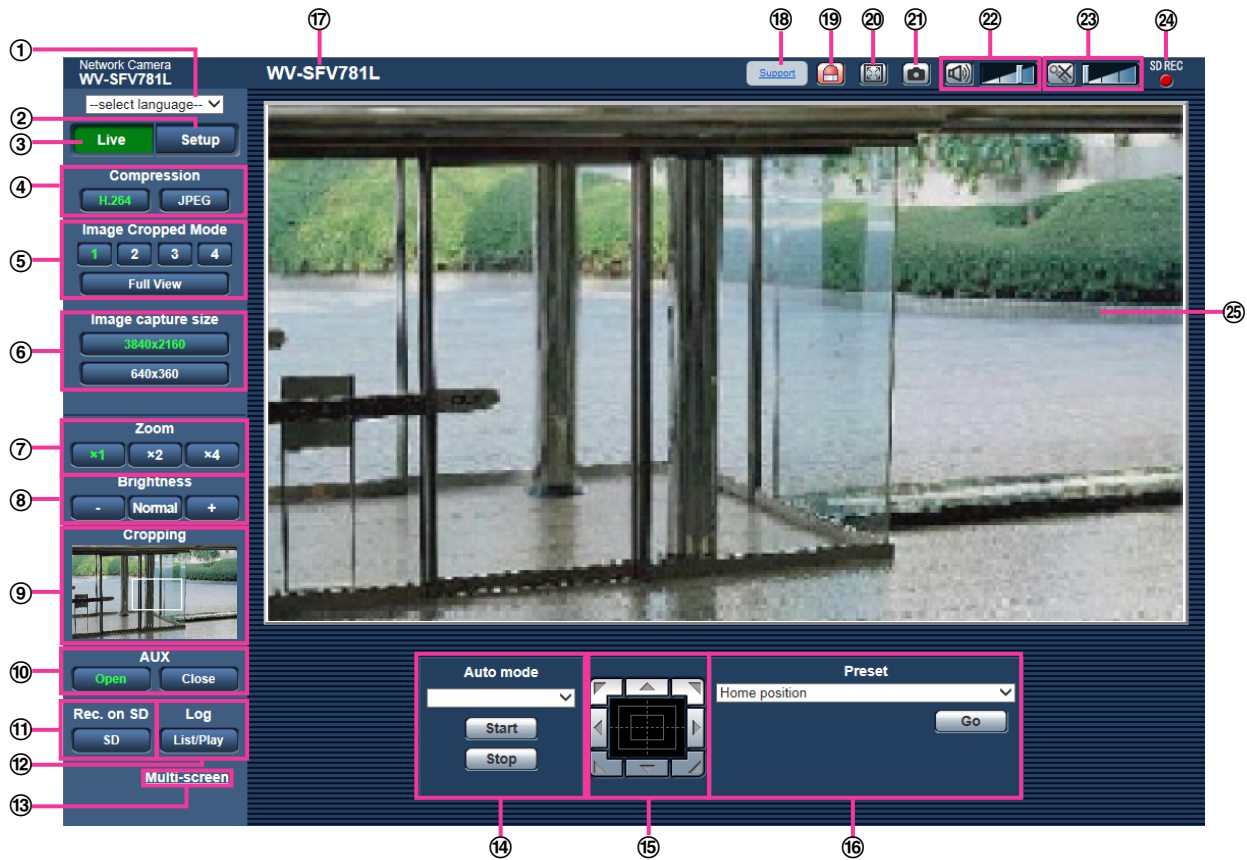 ⑰ ⑱ ⑲ ⑳ ㉑ ㉒ ㉓ ㉔
①
Network Camera
WV-SFV781L
WV-SFV781L
Support
SD REC
--select language--
②
③
Live Setup
④
Compression
H.264 JPEG
⑤
Image Cropped Mode
1 2 3 4
Full View
⑥
Image capture size
3840x2160
640x360
㉕
⑦
Zoom
×1 ×2 ×4
⑧
Brightness
- Normal +
⑨
Cropping
⑩
AUX
Open Close
⑪
Rec. on SD
SD
Log
List/Play
⑫
Multi-screen
⑬
Auto mode
Start
Stop
Preset
Home position
Go
⑭ ⑮ ⑯